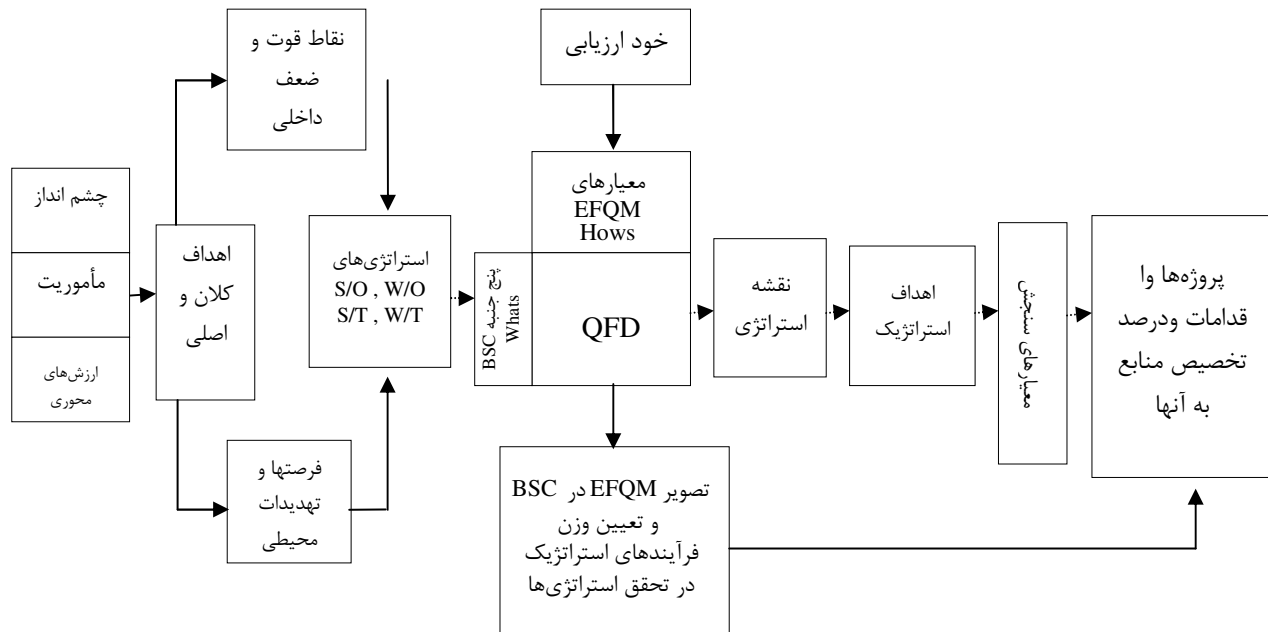 نقاط قوت و
ضعف
داخلی
خود ارزیابی
چشم انداز
مأموریت
ارزش‌های
محوری
اهداف
کلان و
اصلی
استراتژی‌های
S/O , W/O
S/T , W/T
معیارهای
EFQM
Hows
پنج جنبه BSC
Whats
QFD
نقشه
استراتژی
اهداف
استراتژیک
معیارهای سنجش
پروژه‌ها وا
قدامات ودرصد
تخصیص منابع
به آنها
فرصتها و
تهدیدات
محیطی
تصویر EFQM در BSC
و تعیین وزن
فرآیندهای استراتژیک
در تحقق استراتژی‌ها